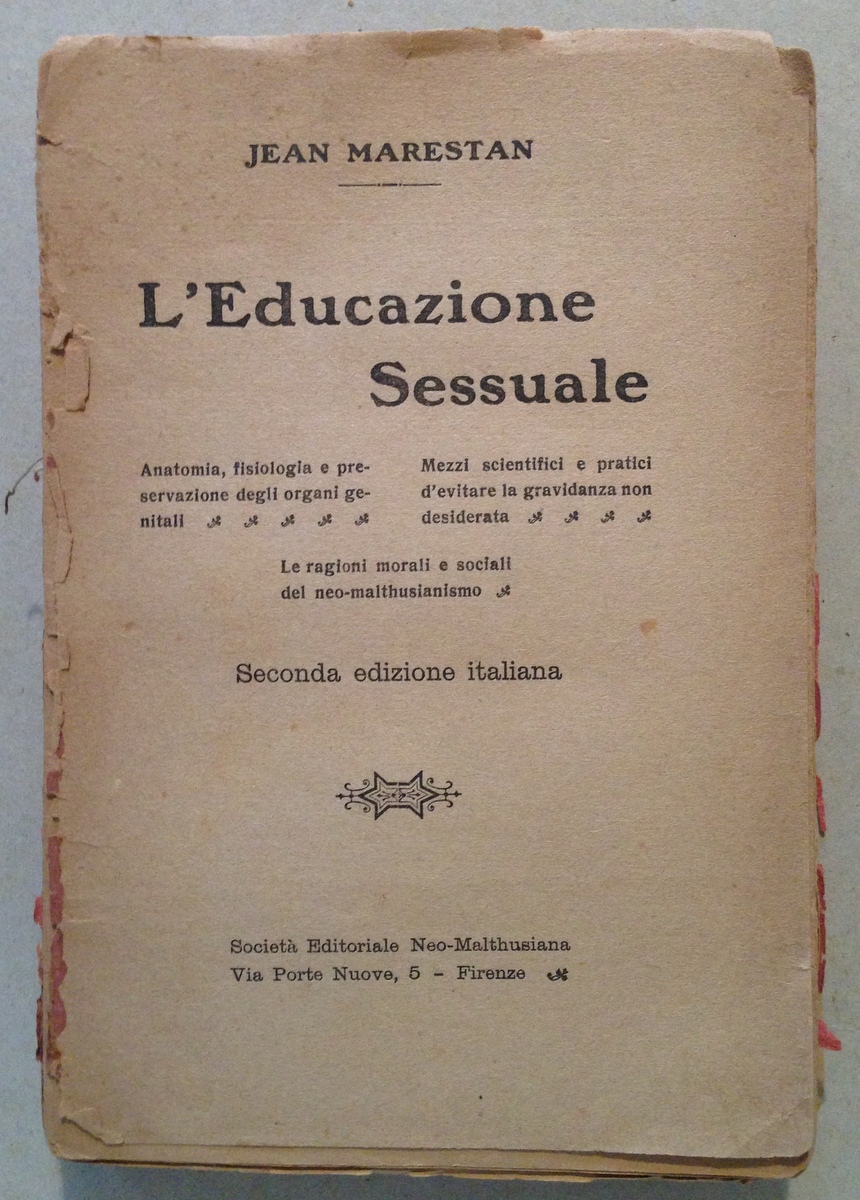 JEAN MARESTAN
L'Educazione
Sessuale
Anatomia, fisiologia e pre-
servazione degli organi ge-
nitali
Mezzi scientifici e pratici
d'evitare la gravidanza non
desiderata
Le ragioni morali e sociali
del neo-malthusianismo
Seconda edizione italiana
Società Editoriale Neo-Malthusiana
Via Porte Nuove, 5 - Firenze